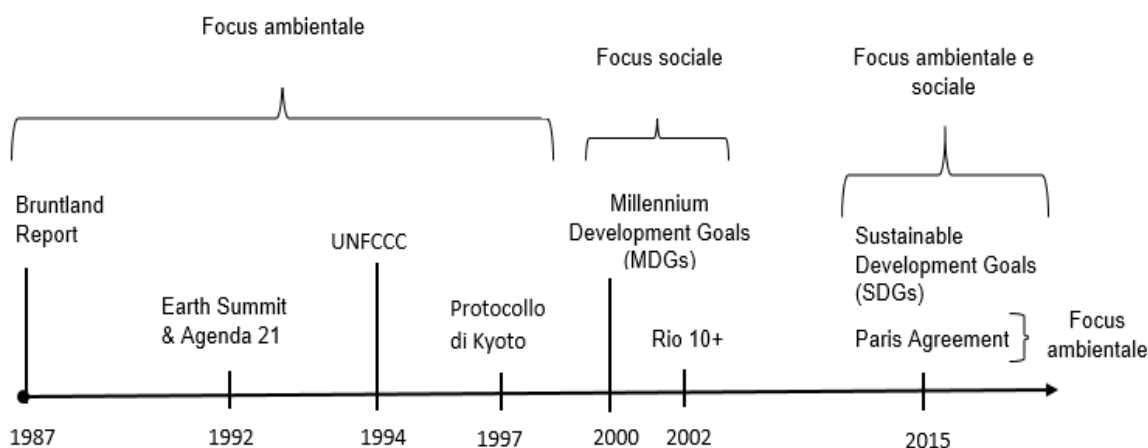 Focus ambientale
Focus sociale
Focus ambientale e
sociale
Bruntland
Report
Earth Summit
& Agenda 21
UNFCCC
Protocollo
di Kyoto
Millennium
Development Goals
(MDGs)
Rio 10+
Sustainable
Development Goals
(SDGs)
Paris Agreement
Focus
ambientale
1987
1992
1994
1997
2000
2002
2015